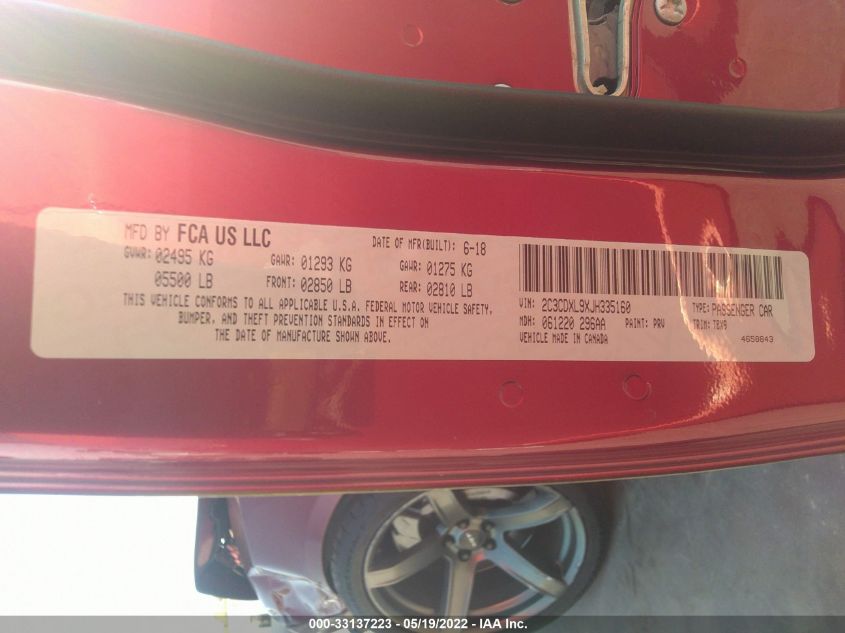 MFD BY FCA US LLC
DATE OF MFR(BUILT): 6-18
GVWR: 02495 KG GAWR: 01293 KG GAWR: 01275 KG
05500 LB FRONT: 02850 LB REAR: 02810 LB
THIS VEHICLE CONFORMS TO ALL APPLICABLE U.S.A. FEDERAL MOTOR VEHICLE SAFETY,
BUMPER, AND THEFT PREVENTION STANDARDS IN EFFECT ON
THE DATE OF MANUFACTURE SHOWN ABOVE.
VIN: 2C3CDXL9XJH335160 TYPE: PASSENGER CAR
MDH: 061220 236AA PAINT: PRV TRIM: TBX9
VEHICLE MADE IN CANADA 4658843
000-33137223 - 05/19/2022 - IAA Inc.